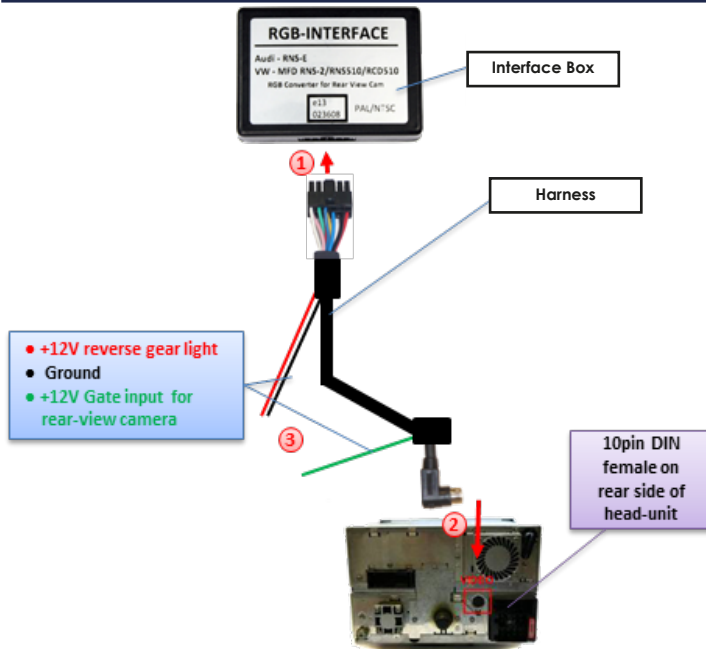 RGB-INTERFACE
Audi - RNS-E
VW - MFD RNS-2/RNS510/RCD510
RGB Converter for Rear View Cam
e13
023608
PAL/NTSC
Interface Box
1
Harness
● +12V reverse gear light
● Ground
● +12V Gate input for
rear-view camera
3
10pin DIN
female on
rear side of
head-unit
2
VIDEO